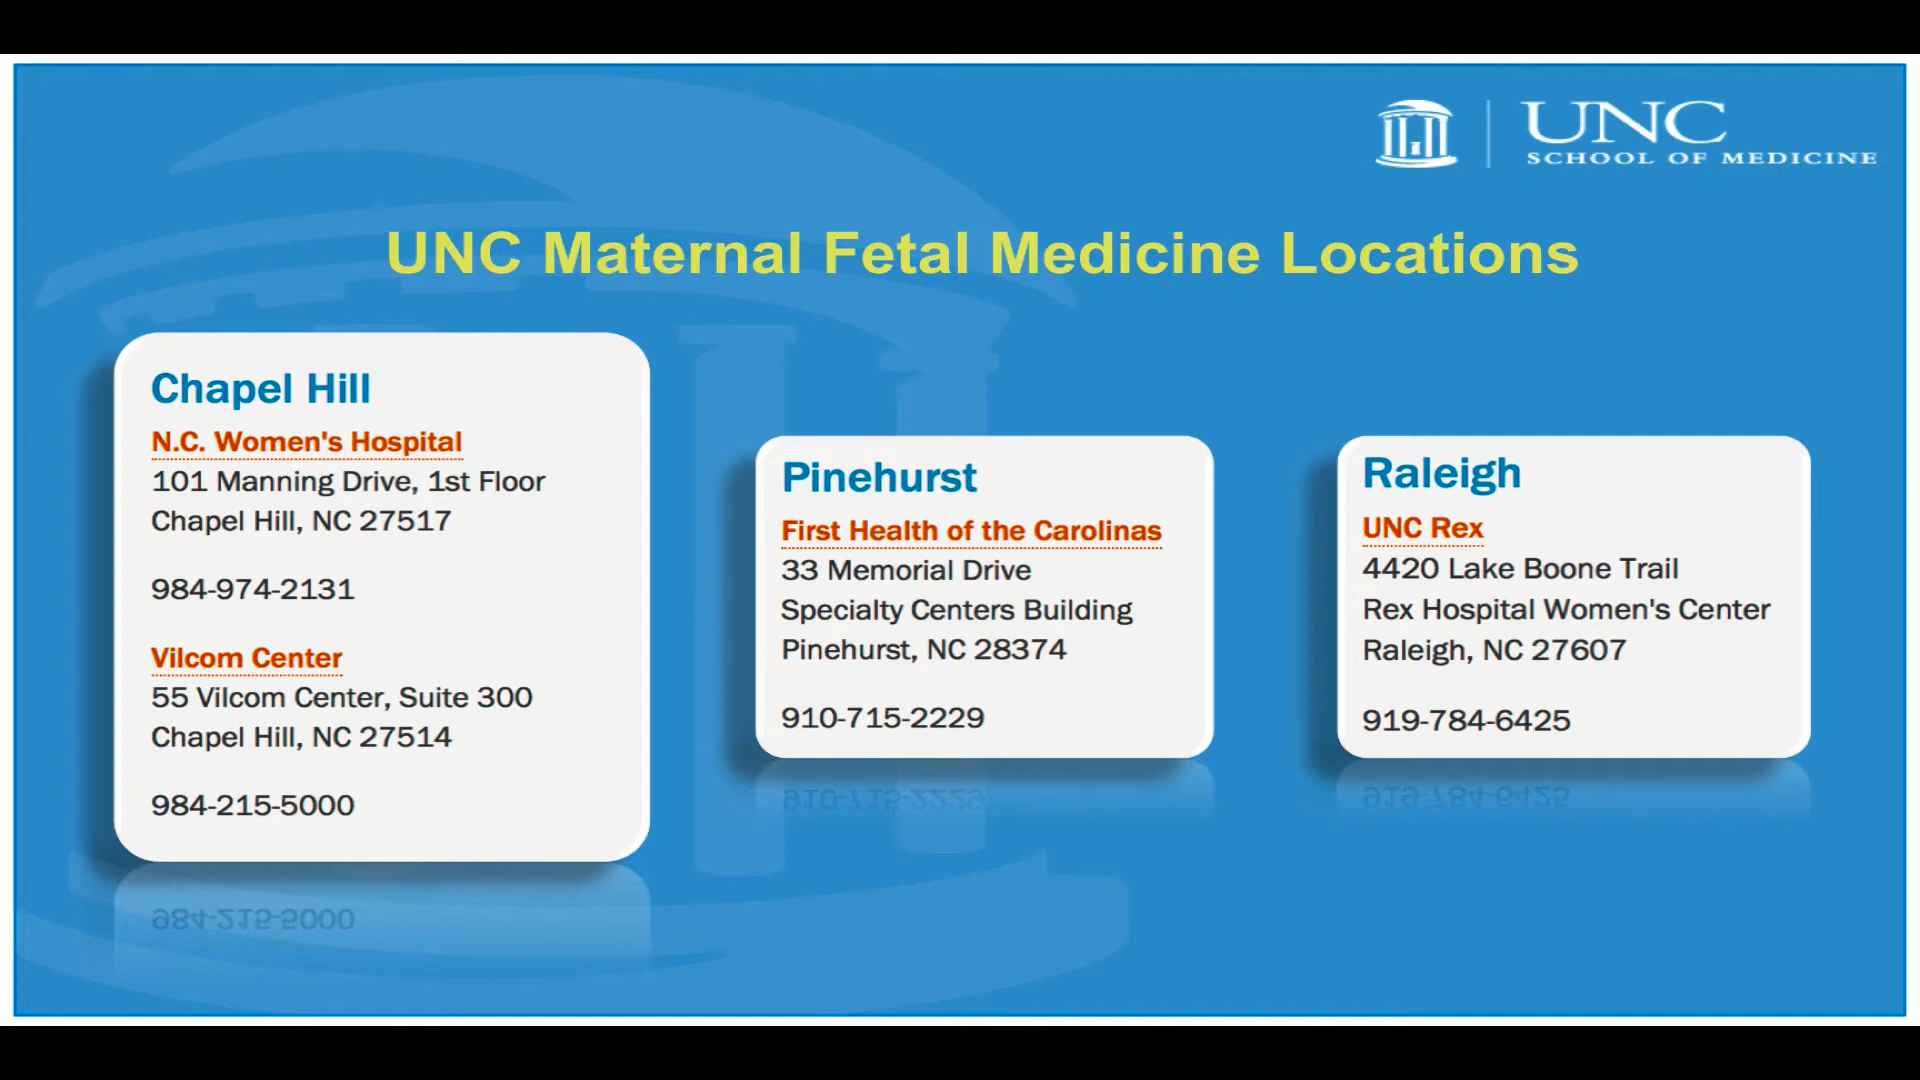 UNC
SCHOOL OF MEDICINE
UNC Maternal Fetal Medicine Locations
Chapel Hill
N.C. Women's Hospital
101 Manning Drive, 1st Floor
Chapel Hill, NC 27517
984-974-2131
Vilcom Center
55 Vilcom Center, Suite 300
Chapel Hill, NC 27514
984-215-5000
Pinehurst
First Health of the Carolinas
33 Memorial Drive
Specialty Centers Building
Pinehurst, NC 28374
910-715-2229
Raleigh
UNC Rex
4420 Lake Boone Trail
Rex Hospital Women's Center
Raleigh, NC 27607
919-784-6425